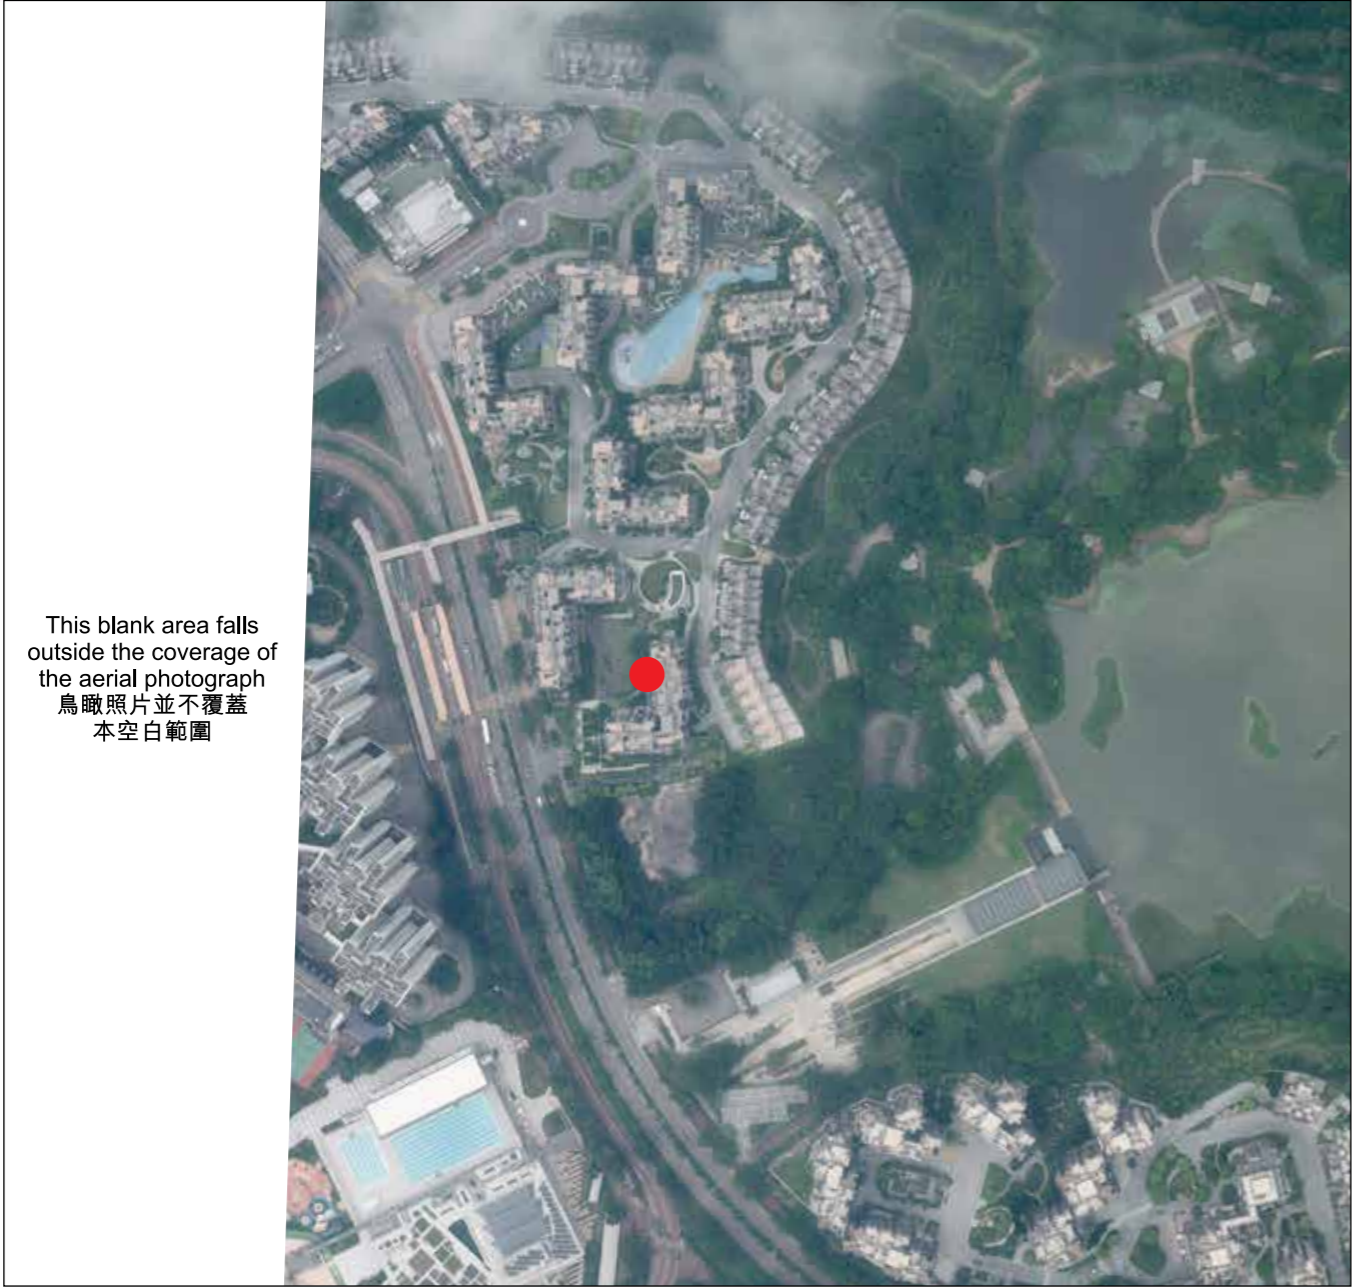 This blank area falls
outside the coverage of
the aerial photograph
鳥瞰照片並不覆蓋
本空白範圍